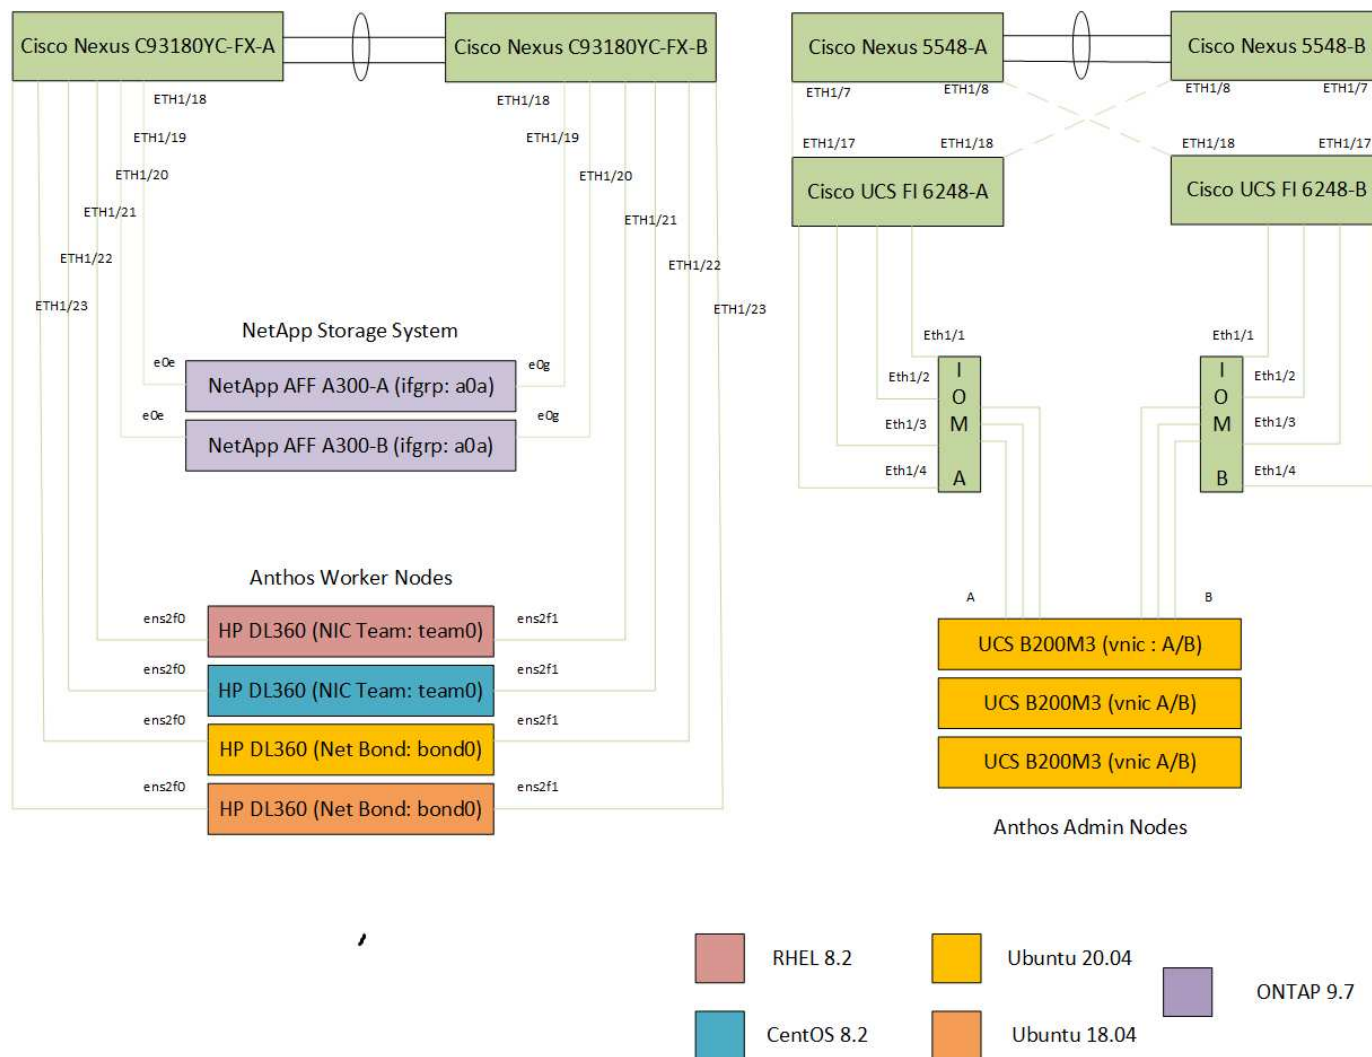 Cisco Nexus C93180YC-FX-A
Cisco Nexus C93180YC-FX-B
Cisco Nexus 5548-A
Cisco Nexus 5548-B
ETH1/18
ETH1/19
ETH1/20
ETH1/21
ETH1/22
ETH1/23
ETH1/18
ETH1/19
ETH1/20
ETH1/21
ETH1/22
ETH1/23
ETH1/7
ETH1/8
ETH1/8
ETH1/7
ETH1/17
ETH1/18
ETH1/18
ETH1/17
Cisco UCS FI 6248-A
Cisco UCS FI 6248-B
NetApp Storage System
e0e
NetApp AFF A300-A (ifgrp: a0a)
e0g
e0e
NetApp AFF A300-B (ifgrp: a0a)
e0g
Eth1/1
Eth1/2
Eth1/3
Eth1/4
I
O
M
A
Eth1/1
Eth1/2
Eth1/3
Eth1/4
I
O
M
B
Anthos Worker Nodes
ens2f0
HP DL360 (NIC Team: team0)
ens2f1
ens2f0
HP DL360 (NIC Team: team0)
ens2f1
ens2f0
HP DL360 (Net Bond: bond0)
ens2f1
ens2f0
HP DL360 (Net Bond: bond0)
ens2f1
A
B
UCS B200M3 (vnic : A/B)
UCS B200M3 (vnic A/B)
UCS B200M3 (vnic A/B)
Anthos Admin Nodes
RHEL 8.2
Ubuntu 20.04
ONTAP 9.7
CentOS 8.2
Ubuntu 18.04